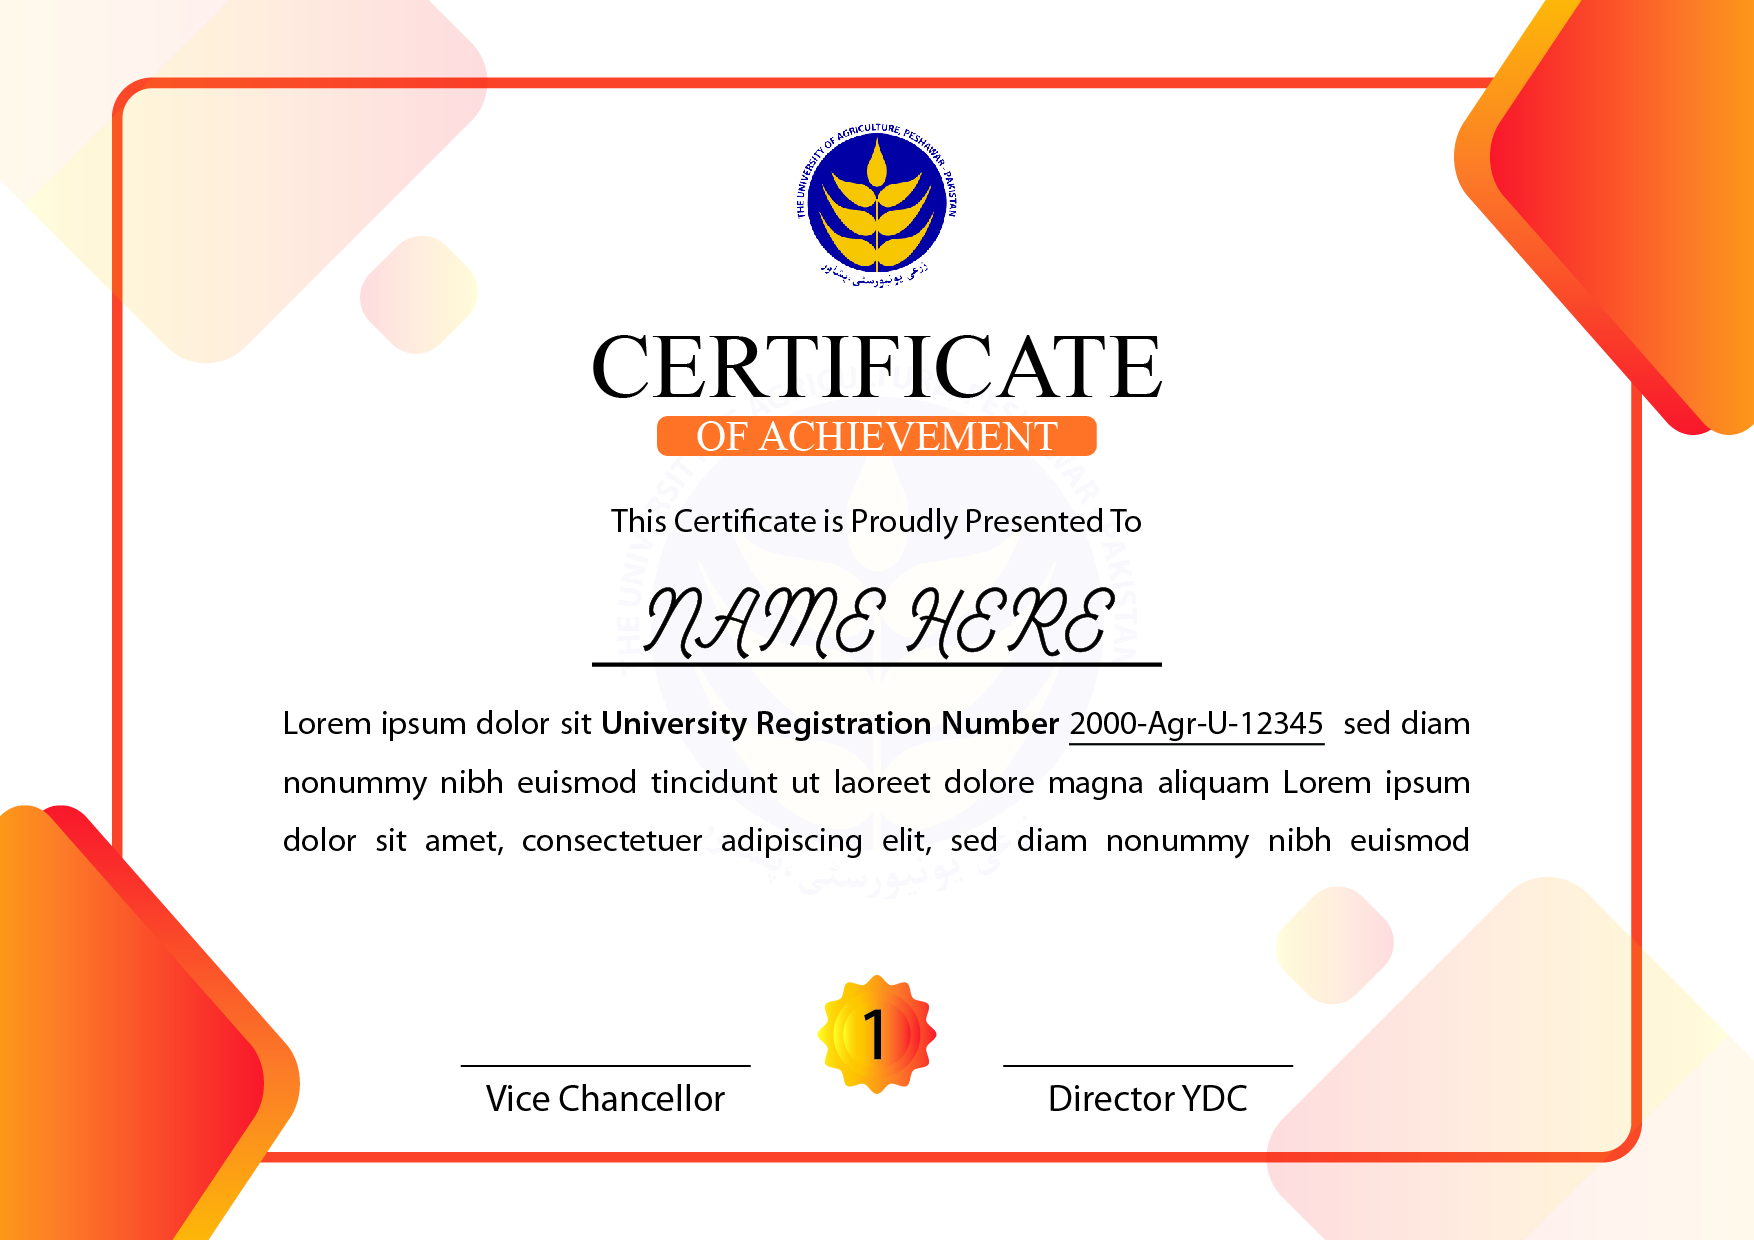 THE UNIVERSITY OF AGRICULTURE, PESHAWAR - PAKISTAN
زرعی یونیورسٹی ،پشاور
CERTIFICATE
OF ACHIEVEMENT
This Certificate is Proudly Presented To
NAME HERE
Lorem ipsum dolor sit University Registration Number 2000-Agr-U-12345 sed diam
nonummy nibh euismod tincidunt ut laoreet dolore magna aliquam Lorem ipsum
dolor sit amet, consectetuer adipiscing elit, sed diam nonummy nibh euismod
1
Vice Chancellor
Director YDC